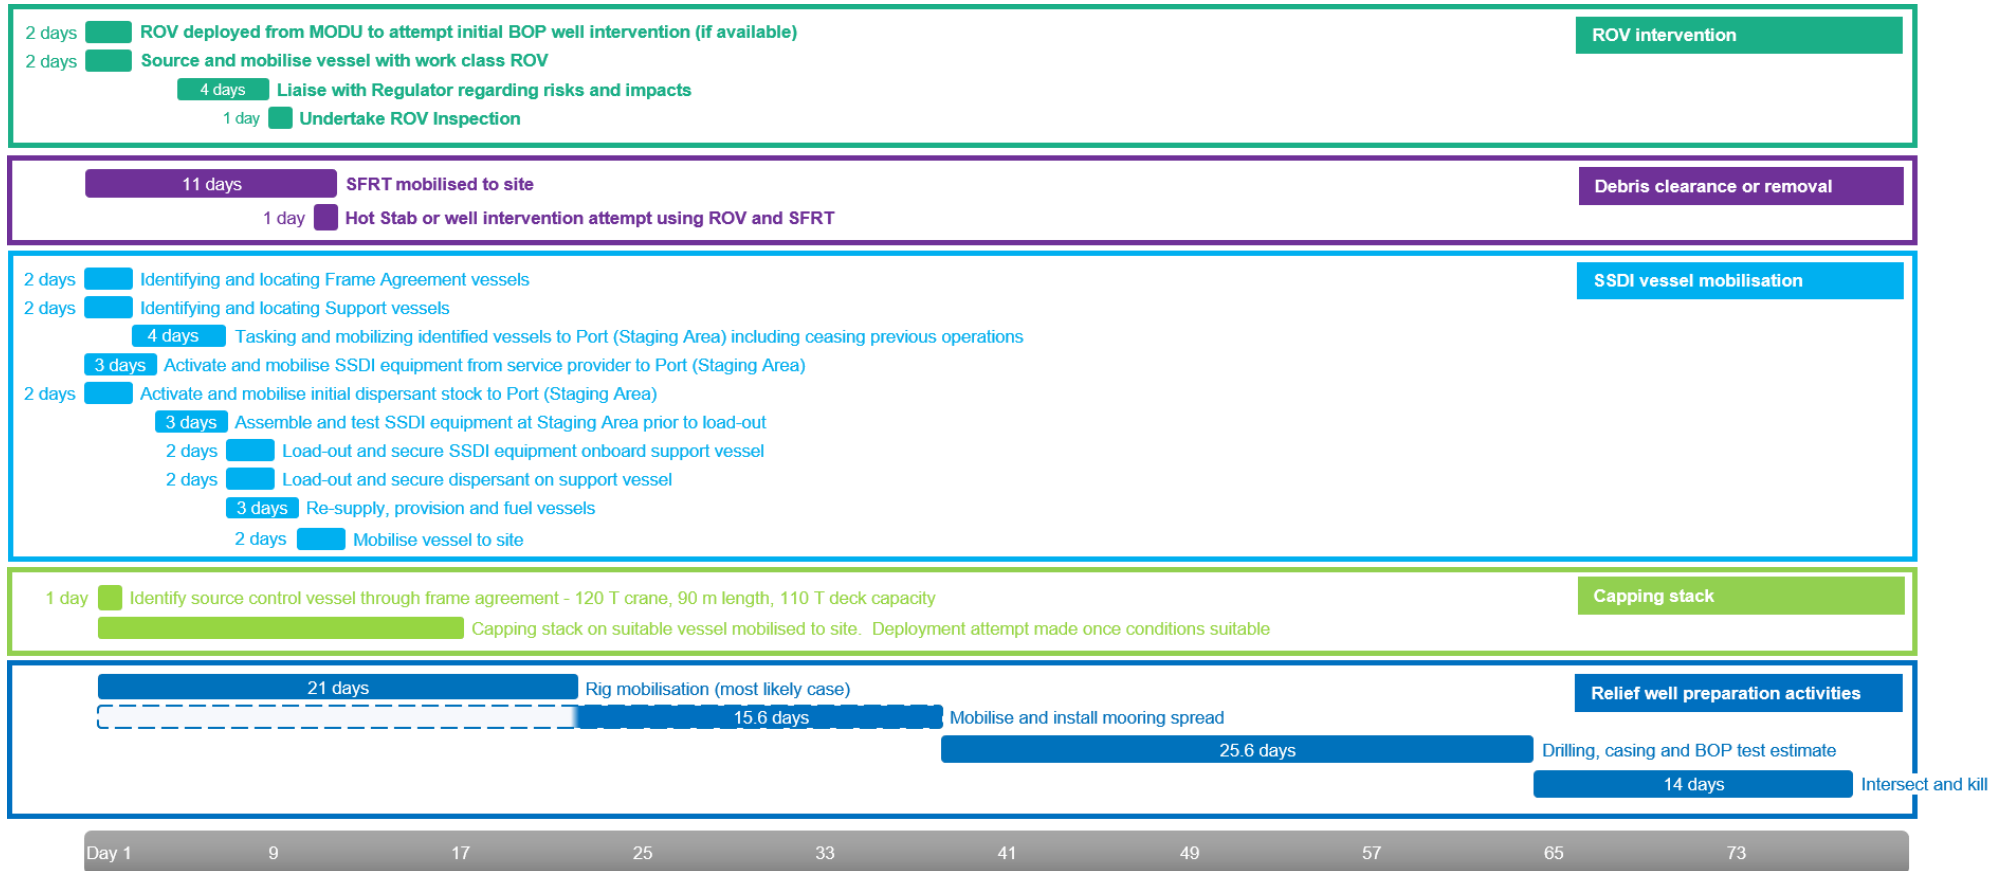 ROV intervention
2 days ROV deployed from MODU to attempt initial BOP well intervention (if available)
2 days Source and mobilise vessel with work class ROV
4 days Liaise with Regulator regarding risks and impacts
1 day Undertake ROV Inspection
Debris clearance or removal
11 days SFRT mobilised to site
1 day Hot Stab or well intervention attempt using ROV and SFRT
SSDI vessel mobilisation
2 days Identifying and locating Frame Agreement vessels
2 days Identifying and locating Support vessels
4 days Tasking and mobilizing identified vessels to Port (Staging Area) including ceasing previous operations
3 days Activate and mobilise SSDI equipment from service provider to Port (Staging Area)
2 days Activate and mobilise initial dispersant stock to Port (Staging Area)
3 days Assemble and test SSDI equipment at Staging Area prior to load-out
2 days Load-out and secure SSDI equipment onboard support vessel
2 days Load-out and secure dispersant on support vessel
3 days Re-supply, provision and fuel vessels
2 days Mobilise vessel to site
Capping stack
1 day Identify source control vessel through frame agreement - 120 T crane, 90 m length, 110 T deck capacity
Capping stack on suitable vessel mobilised to site. Deployment attempt made once conditions suitable
Relief well preparation activities
21 days Rig mobilisation (most likely case)
15.6 days Mobilise and install mooring spread
25.6 days Drilling, casing and BOP test estimate
14 days Intersect and kill
Day 1 9 17 25 33 41 49 57 65 73